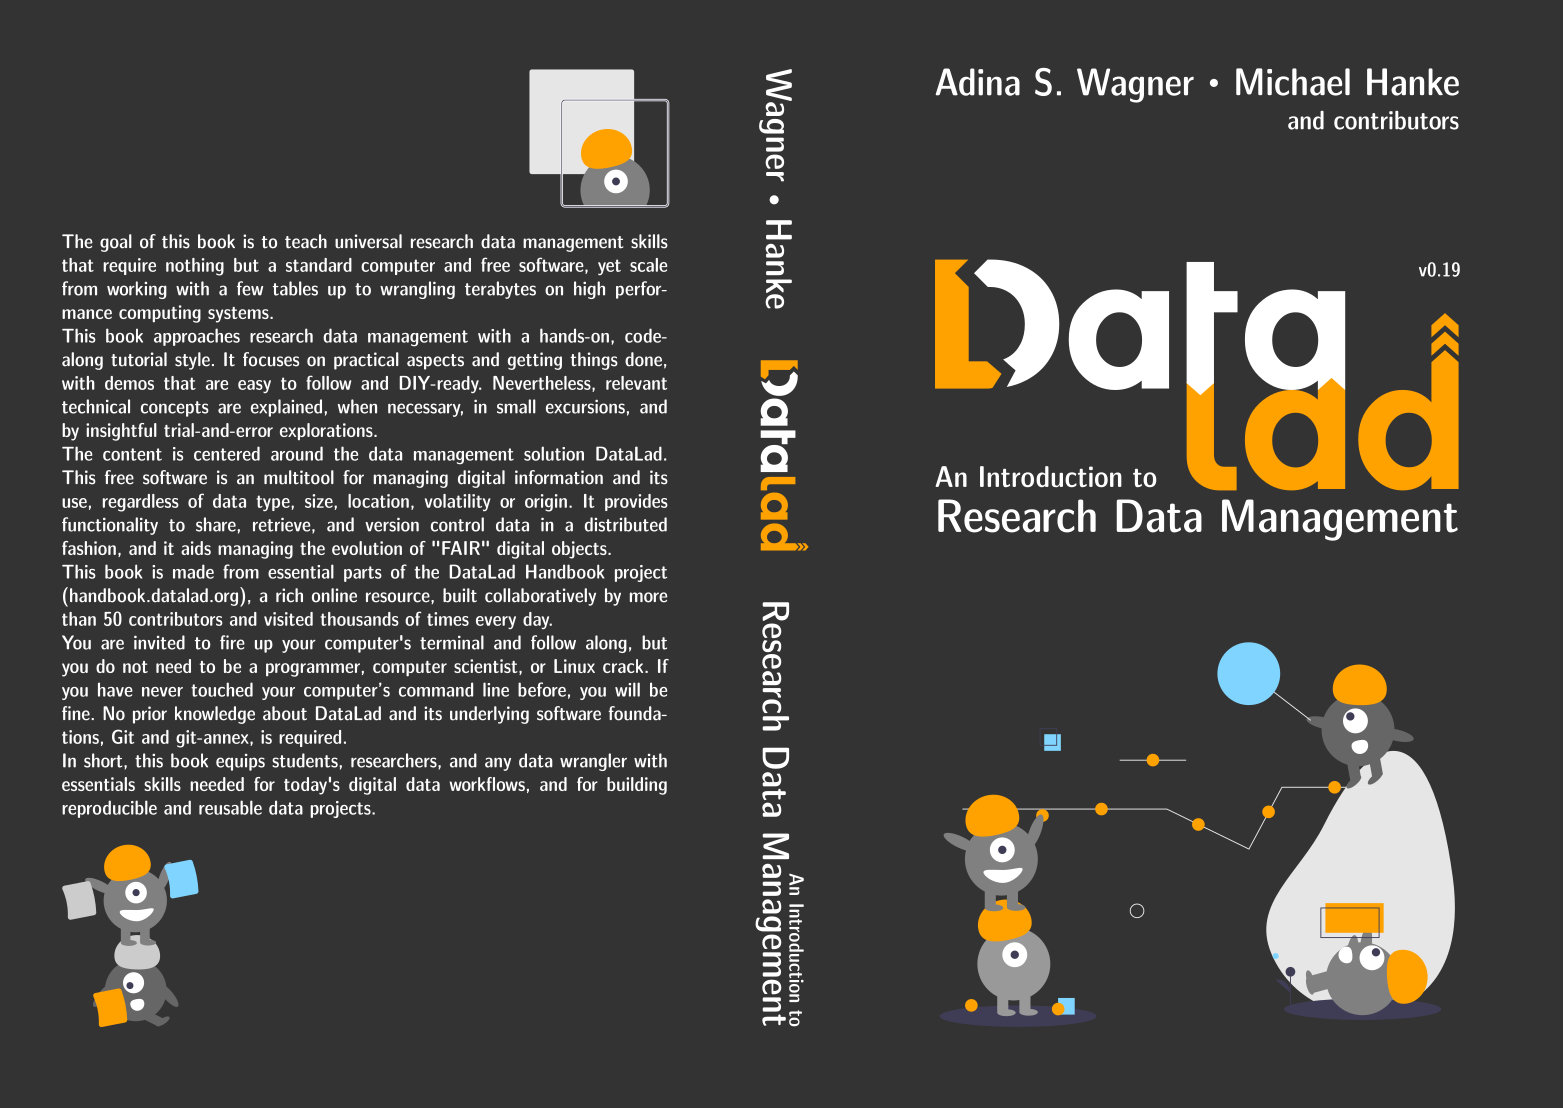 The goal of this book is to teach universal research data management skills
that require nothing but a standard computer and free software, yet scale
from working with a few tables up to wrangling terabytes on high perfor-
mance computing systems.
This book approaches research data management with a hands-on, code-
along tutorial style. It focuses on practical aspects and getting things done,
with demos that are easy to follow and DIY-ready. Nevertheless, relevant
technical concepts are explained, when necessary, in small excursions, and
by insightful trial-and-error explorations.
The content is centered around the data management solution DataLad.
This free software is an multitool for managing digital information and its
use, regardless of data type, size, location, volatility or origin. It provides
functionality to share, retrieve, and version control data in a distributed
fashion, and it aids managing the evolution of "FAIR" digital objects.
This book is made from essential parts of the DataLad Handbook project
(handbook.datalad.org), a rich online resource, built collaboratively by more
than 50 contributors and visited thousands of times every day.
You are invited to fire up your computer's terminal and follow along, but
you do not need to be a programmer, computer scientist, or Linux crack. If
you have never touched your computer’s command line before, you will be
fine. No prior knowledge about DataLad and its underlying software founda-
tions, Git and git-annex, is required.
In short, this book equips students, researchers, and any data wrangler with
essentials skills needed for today's digital data workflows, and for building
reproducible and reusable data projects.
Wagner • Hanke
Datalad
An Introduction to
Research Data Management
Adina S. Wagner • Michael Hanke
and contributors
v0.19
Data
lad
An Introduction to
Research Data Management